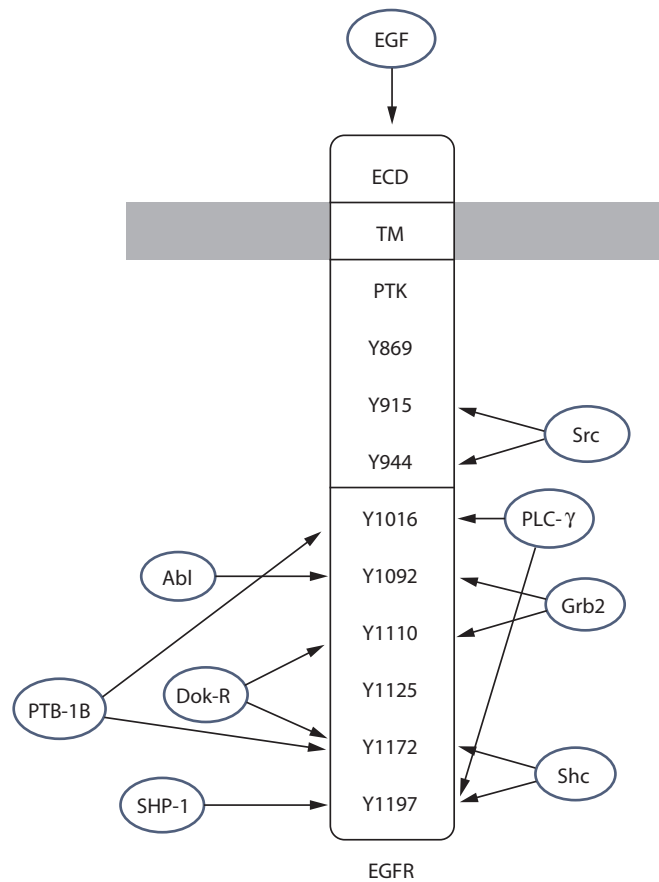 EGF
ECD
TM
PTK
Y869
Y915
Src
Y944
Y1016
PLC-γ
Abl
Y1092
Grb2
Y1110
Dok-R
Y1125
PTB-1B
Y1172
Shc
SHP-1
Y1197
EGFR